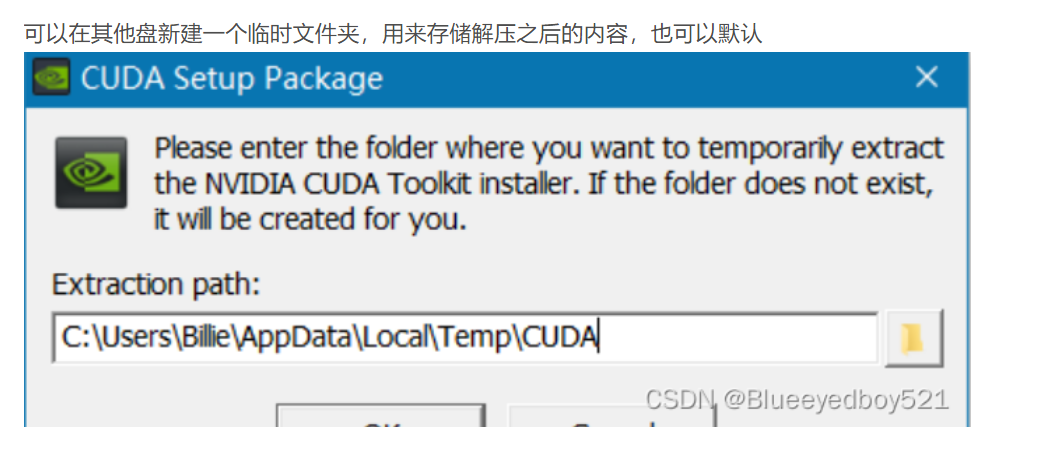 可以在其他盘新建一个临时文件夹，用来存储解压之后的内容，也可以默认
CUDA Setup Package
Please enter the folder where you want to temporarily extract
the NVIDIA CUDA Toolkit installer. If the folder does not exist,
it will be created for you.
Extraction path:
C:\Users\Billie\AppData\Local\Temp\CUDA
CSDN @Blueeyedboy521